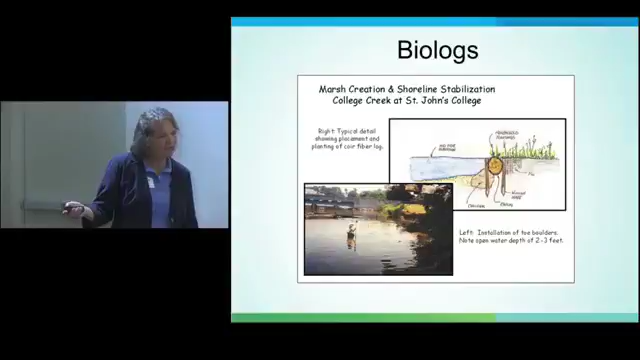 Biologs
Marsh Creation & Shoreline Stabilization
College Creek at St. John's College
Right: Typical detail
showing placement and
planting of coir fiber log.
Left: Installation of toe boulders.
Note open water depth of 2-3 feet.